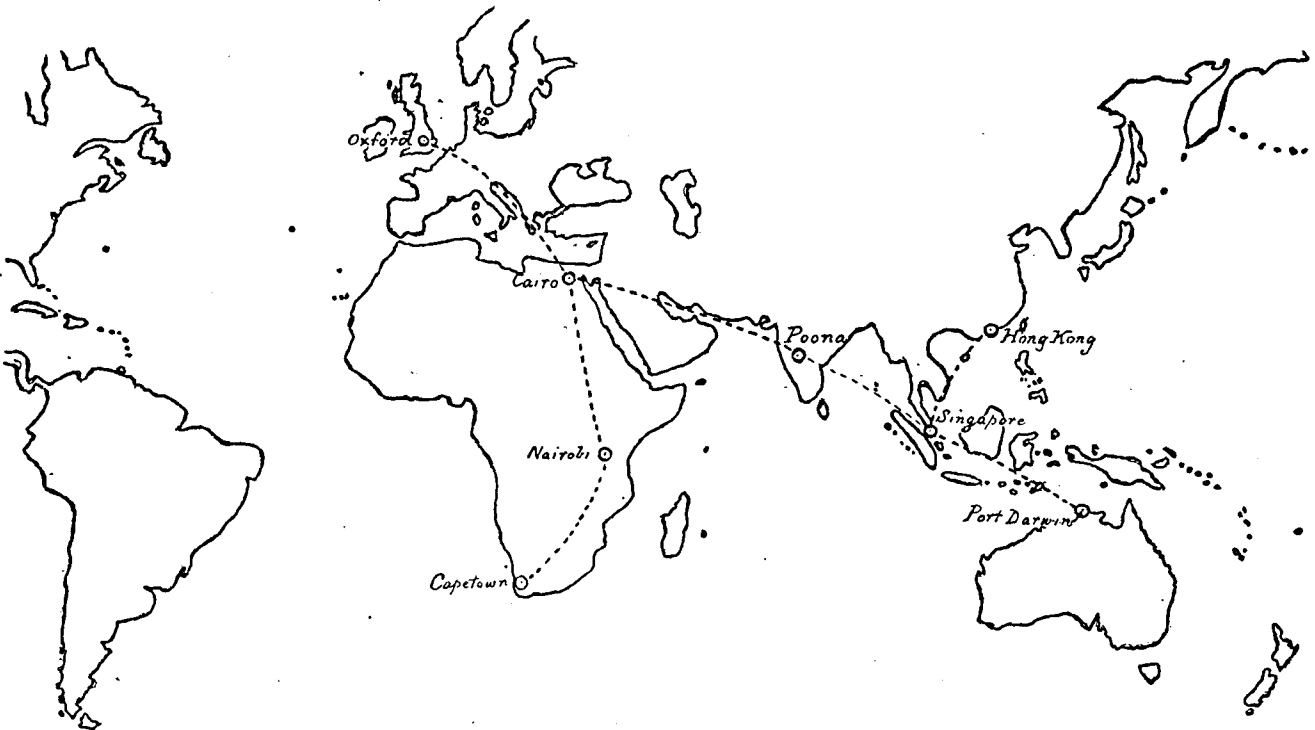 Oxford
Cairo
Poona
Hong Kong
Singapore
Nairobi
Port Darwin
Capetown